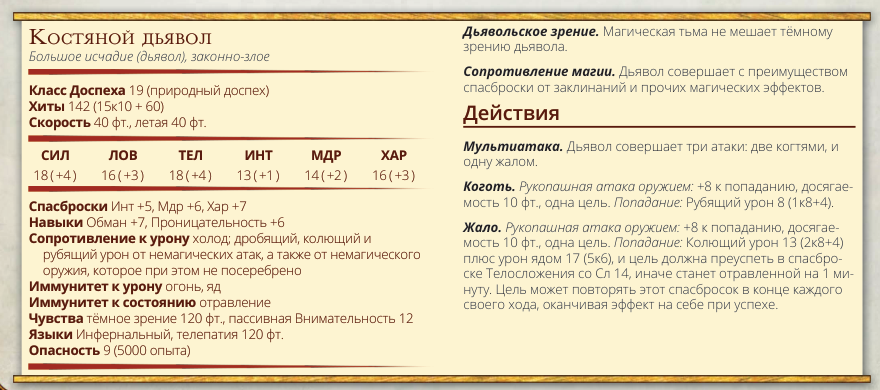 Костяной дьявол
Большое исчадие (дьявол), законно-злое
Класс Доспеха 19 (природный доспех)
Хиты 142 (15к10 + 60)
Скорость 40 фт., летая 40 фт.
СИЛ ЛОВ ТЕЛ ИНТ МДР ХАР
18 (+4) 16 (+3) 18 (+4) 13 (+1) 14 (+2) 16 (+3)
Спасброски Инт +5, Мдр +6, Хар +7
Навыки Обман +7, Проницательность +6
Сопротивление к урону холод; дробящий, колющий и
рубящий урон от немагических атак, а также от немагического
оружия, которое при этом не посеребрено
Иммунитет к урону огонь, яд
Иммунитет к состоянию отравление
Чувства тёмное зрение 120 фт., пассивная Внимательность 12
Языки Инфернальный, телепатия 120 фт.
Опасность 9 (5000 опыта)
Дьявольское зрение. Магическая тьма не мешает тёмному
зрению дьявола.
Сопротивление магии. Дьявол совершает с преимуществом
спасброски от заклинаний и прочих магических эффектов.
Действия
Мультиатака. Дьявол совершает три атаки: две когтями, и
одну жалом.
Коготь. Рукопашная атака оружием: +8 к попаданию, досягае-
мость 10 фт., одна цель. Попадание: Рубящий урон 8 (1к8+4).
Жало. Рукопашная атака оружием: +8 к попаданию, досягае-
мость 10 фт., одна цель. Попадание: Колющий урон 13 (2к8+4)
плюс урон ядом 17 (5к6), и цель должна преуспеть в спасбро-
ске Телосложения со Сл 14, иначе станет отравленной на 1 ми-
нуту. Цель может повторять этот спасбросок в конце каждого
своего хода, оканчивая эффект на себе при успехе.